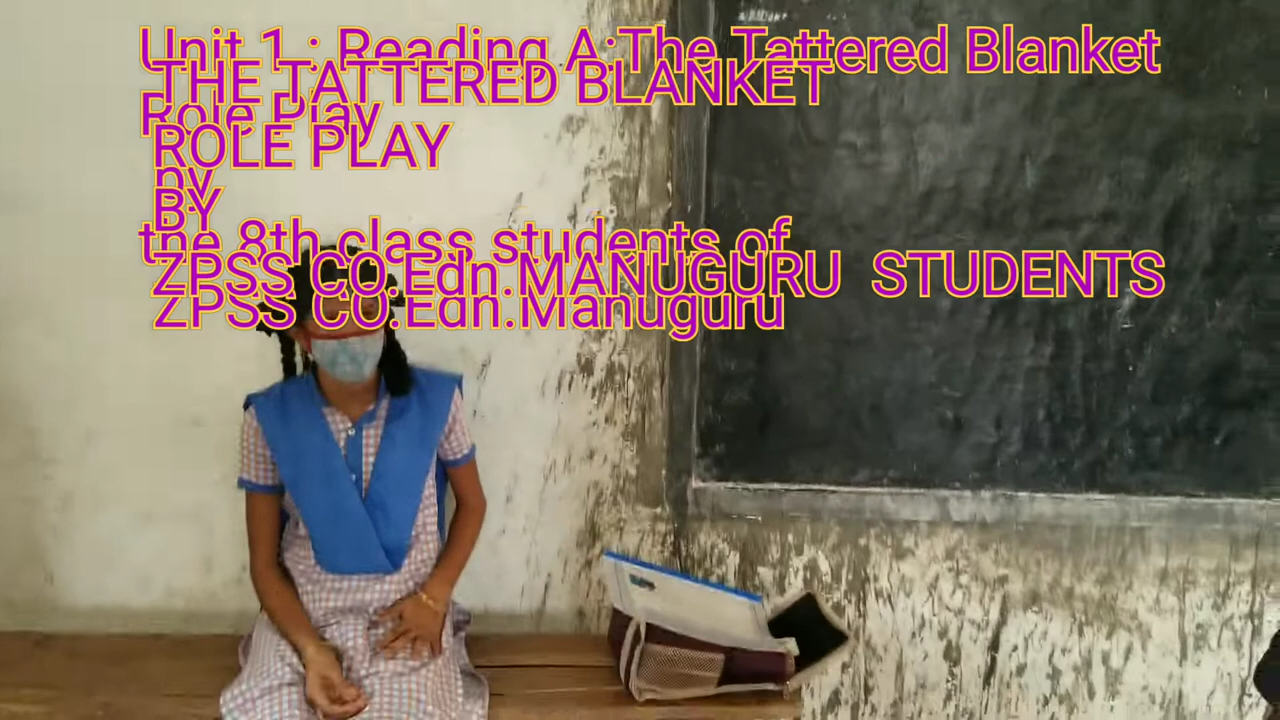 Unit 1 : Reading A:The Tattered Blanket
THE TATTERED BLANKET
Role Play
ROLE PLAY
by
BY
the 8th class students of
ZPSS CO.Edn.MANUGURU STUDENTS
ZPSS CO.Edn.Manuguru